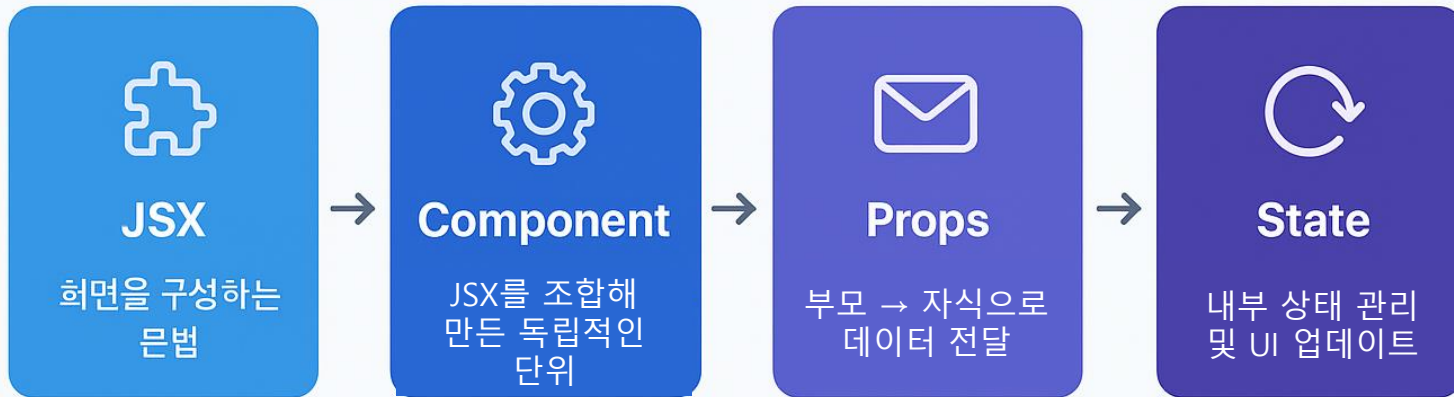 JSX
희면을 구성하는
믄법
Component
JSX를 조합해
만든 독립적인
단위
Props
부모 → 자식으로
데이터 전달
State
내부 상태 관리
및 UI 업데이트